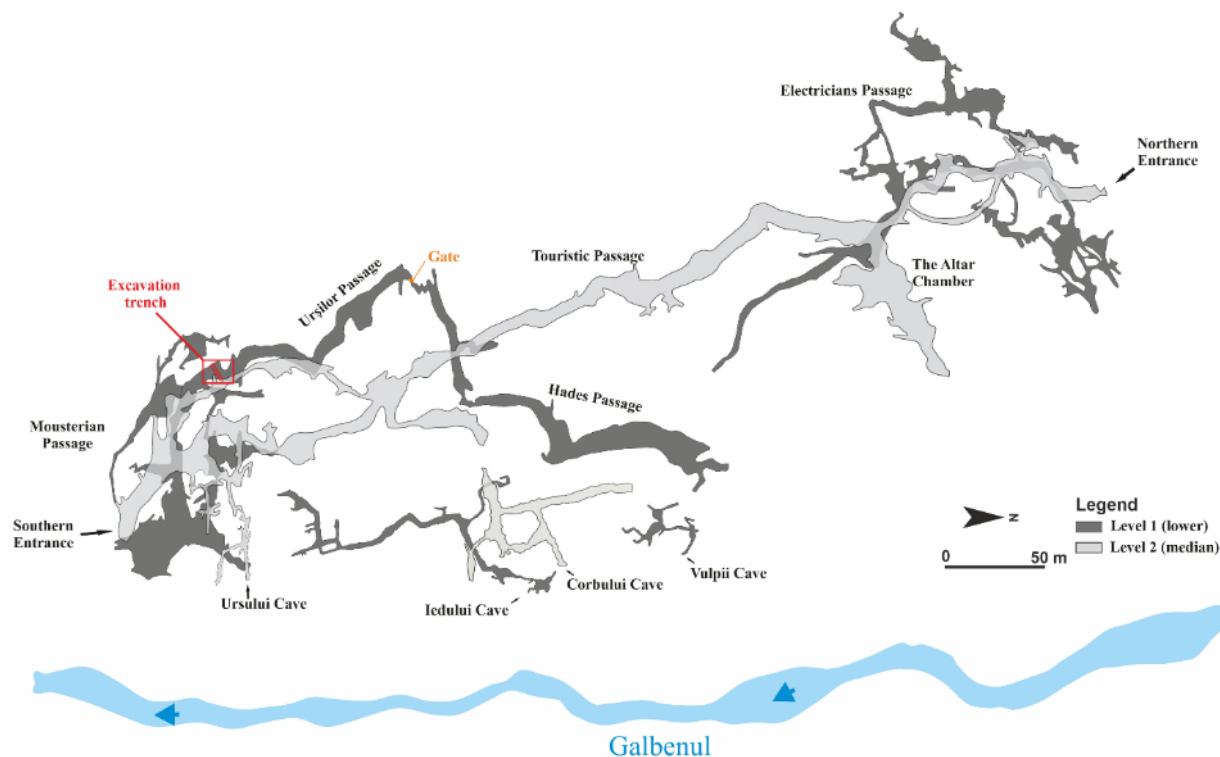 Electricians Passage
Northern
Entrance
Touristic Passage
Gate
The Altar
Chamber
Excavation
trench
Urșilor Passage
Hades Passage
Mousterian
Passage
Southern
Entrance
Legend
Level 1 (lower)
Level 2 (median)
N
0
50 m
Vulpii Cave
Corbului Cave
Iedului Cave
Ursului Cave
Galbenul